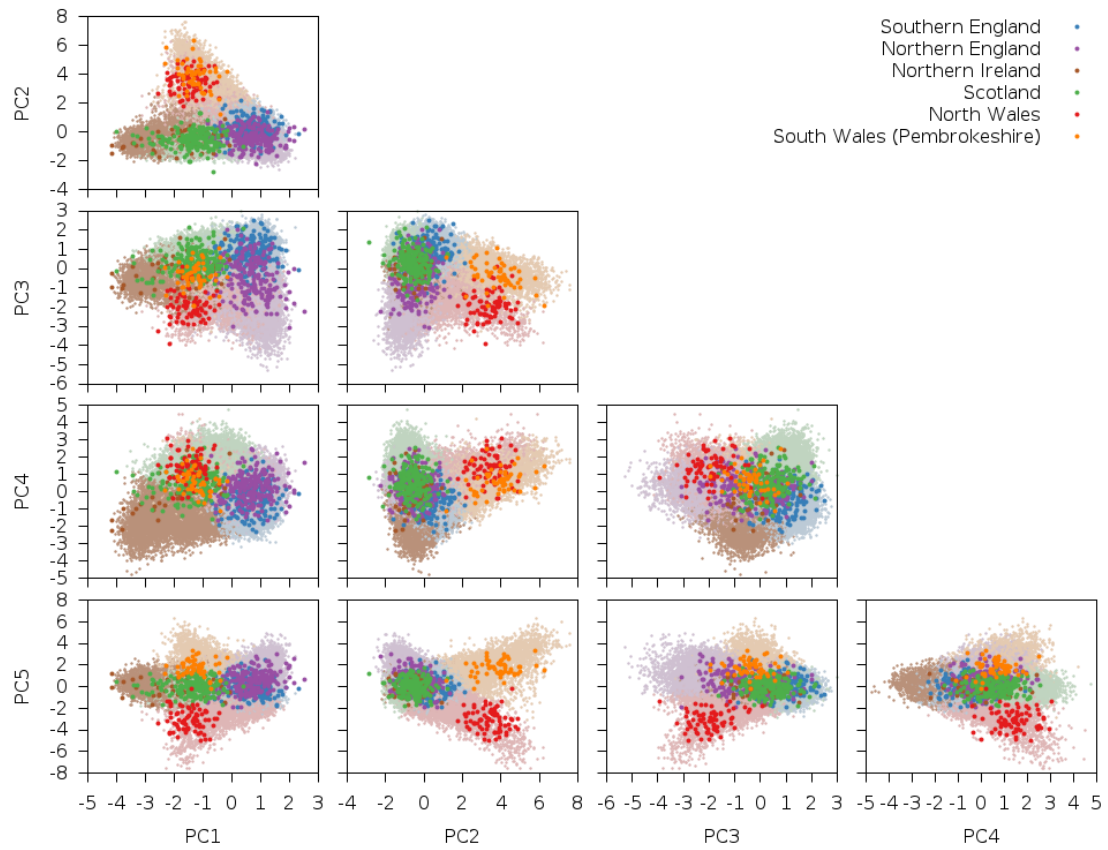 Southern England
Northern England
Northern Ireland
Scotland
North Wales
South Wales (Pembrokeshire)
8
6
4
2
0
-2
-4
PC2
-5 -4 -3 -2 -1 0 1 2 3
3
2
1
0
-1
-2
-3
-4
-5
-6
PC3
5
4
3
2
1
0
-1
-2
-3
-4
-5
PC4
8
6
4
2
0
-2
-4
-6
-8
PC5
-4 -2 0 2 4 6 8
-6 -5 -4 -3 -2 -1 0 1 2 3
-5 -4 -3 -2 -1 0 1 2 3 4 5
PC1 PC2 PC3 PC4